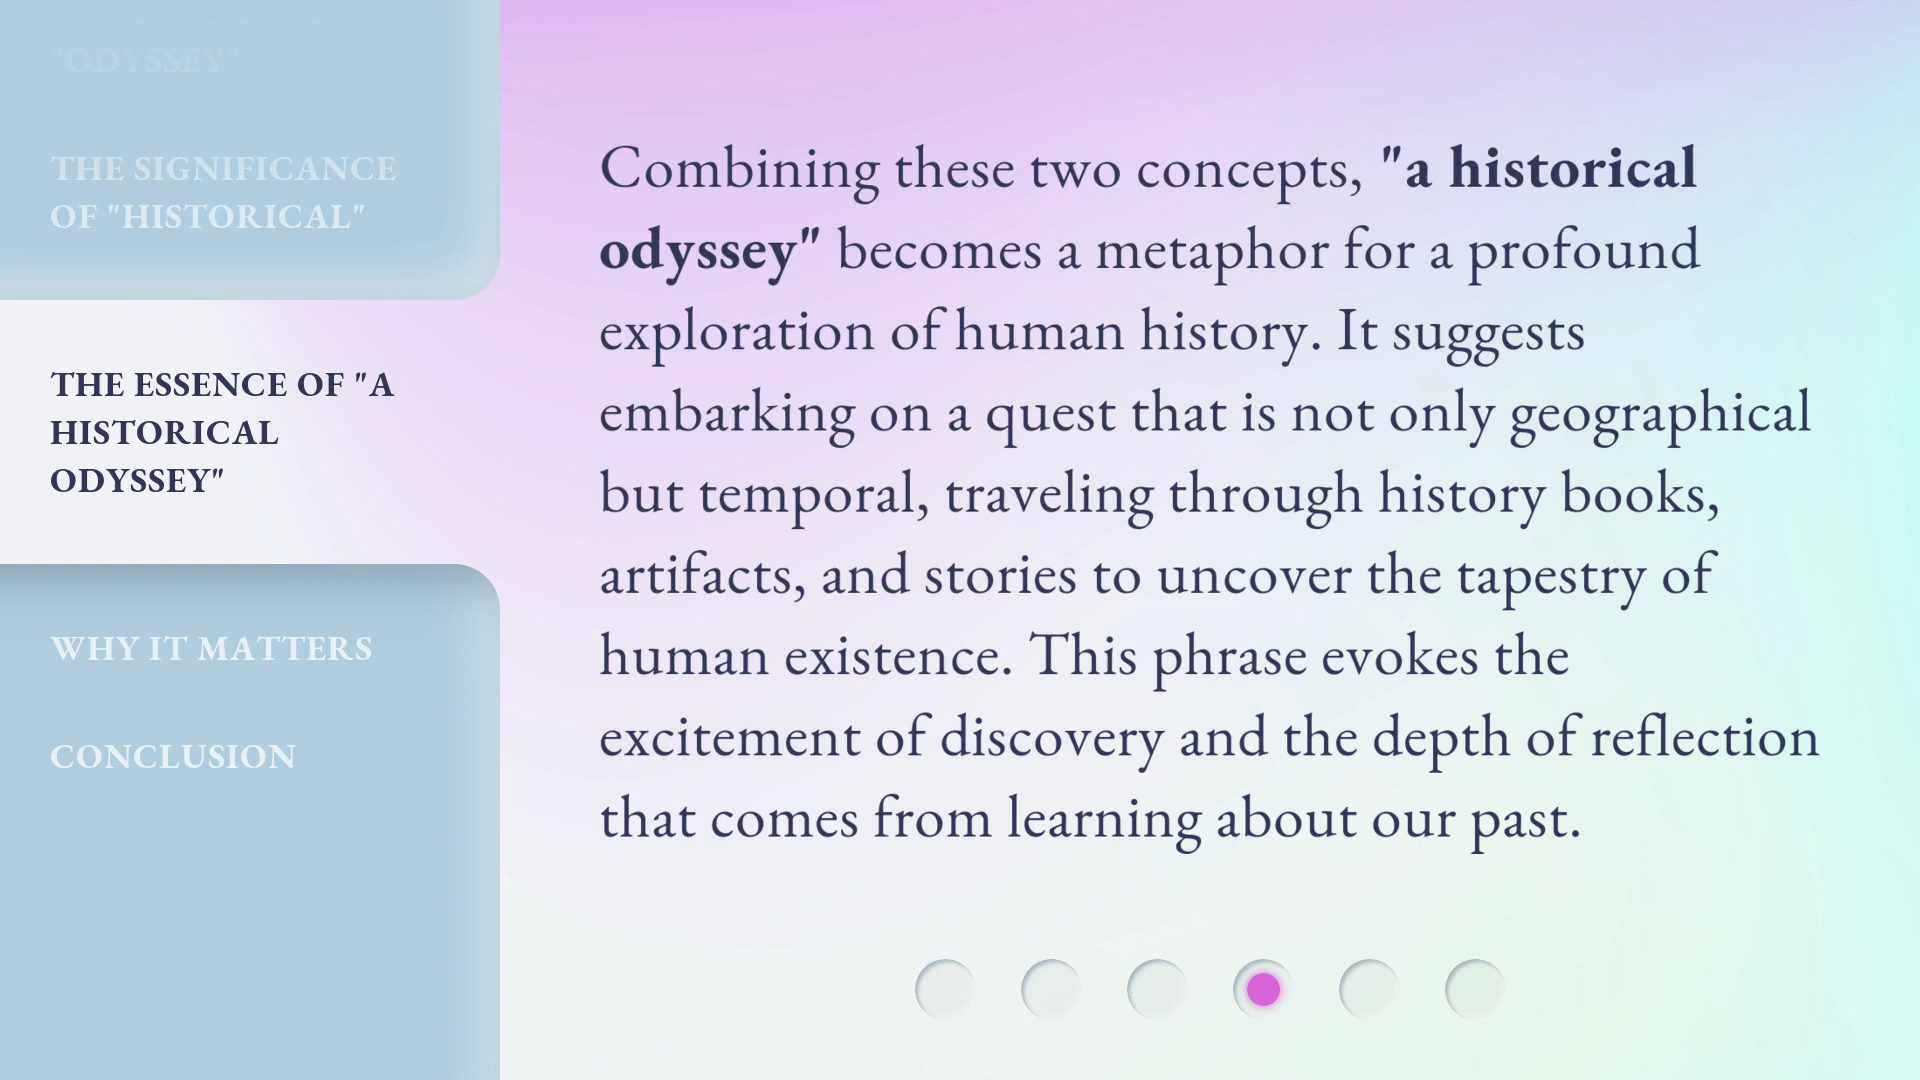 "ODYSSEY"
THE SIGNIFICANCE
OF "HISTORICAL"
THE ESSENCE OF "A
HISTORICAL
ODYSSEY"
WHY IT MATTERS
CONCLUSION
Combining these two concepts, "a historical
odyssey" becomes a metaphor for a profound
exploration of human history. It suggests
embarking on a quest that is not only geographical
but temporal, traveling through history books,
artifacts, and stories to uncover the tapestry of
human existence. This phrase evokes the
excitement of discovery and the depth of reflection
that comes from learning about our past.